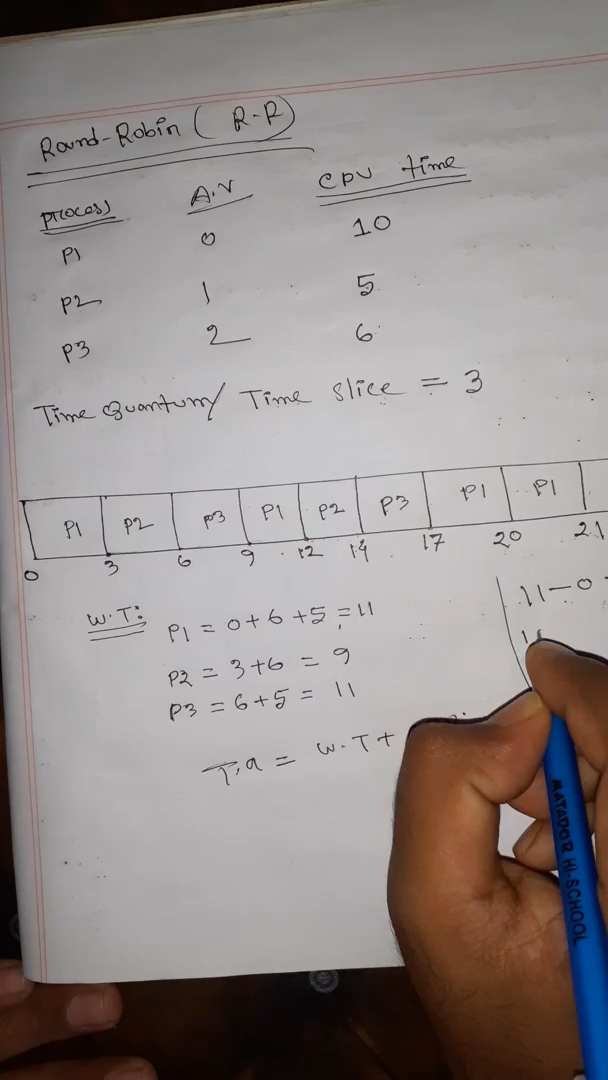 Round-Robin (R-R)
process A.V CPU time
P1 0 10
P2 1 5
P3 2 6
Time Quantum/ Time slice = 3
P1 P2 P3 P1 P2 P3 P1 P1
0 3 6 9 12 14 17 20 21
W.T:
P1 = 0+6+5=11
P2 = 3+6 = 9
P3 = 6+5 = 11
11-0
T.a = W.T+
MATADOR HI-SCHOOL